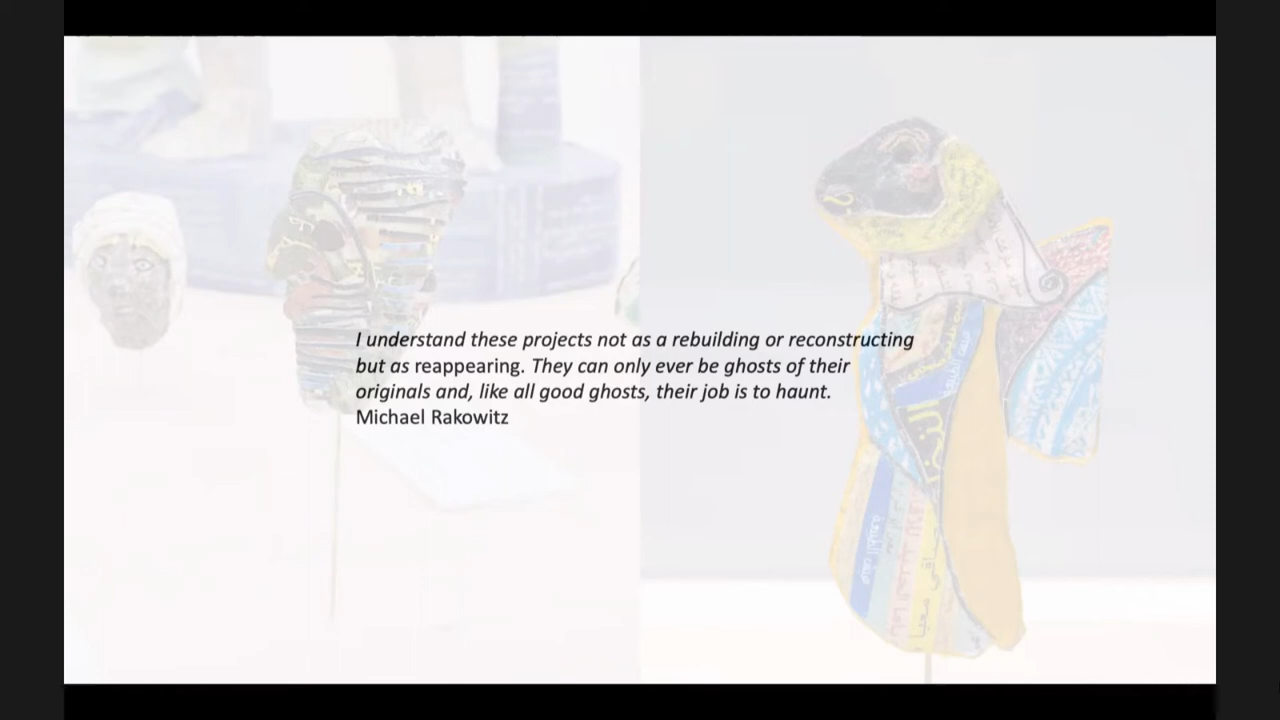 I understand these projects not as a rebuilding or reconstructing
but as reappearing. They can only ever be ghosts of their
originals and, like all good ghosts, their job is to haunt.
Michael Rakowitz